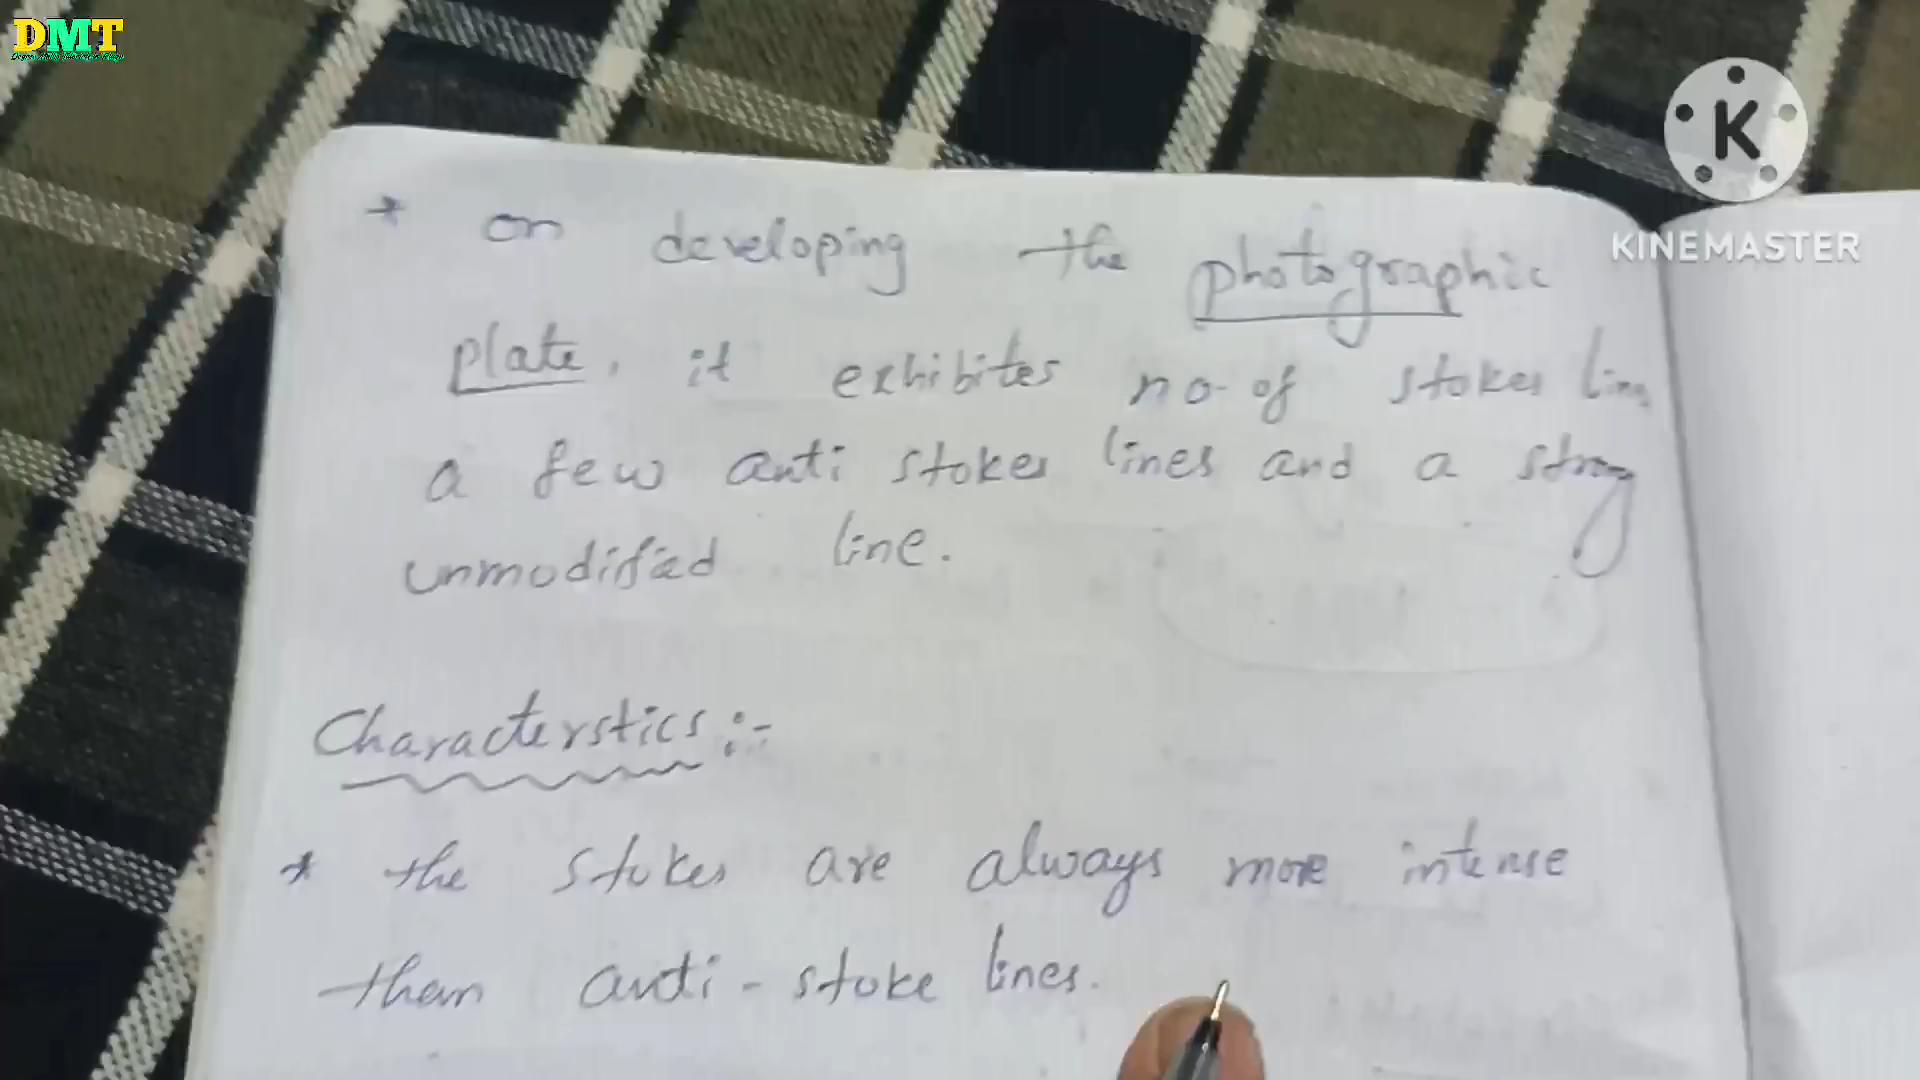 DMT
KINEMASTER
* on developing the photographic
plate, it exhibites no. of stokes line
a few anti stokes lines and a strong
unmodified line.
Characterstics :-
* the stokes are always more intense
than anti-stoke lines.